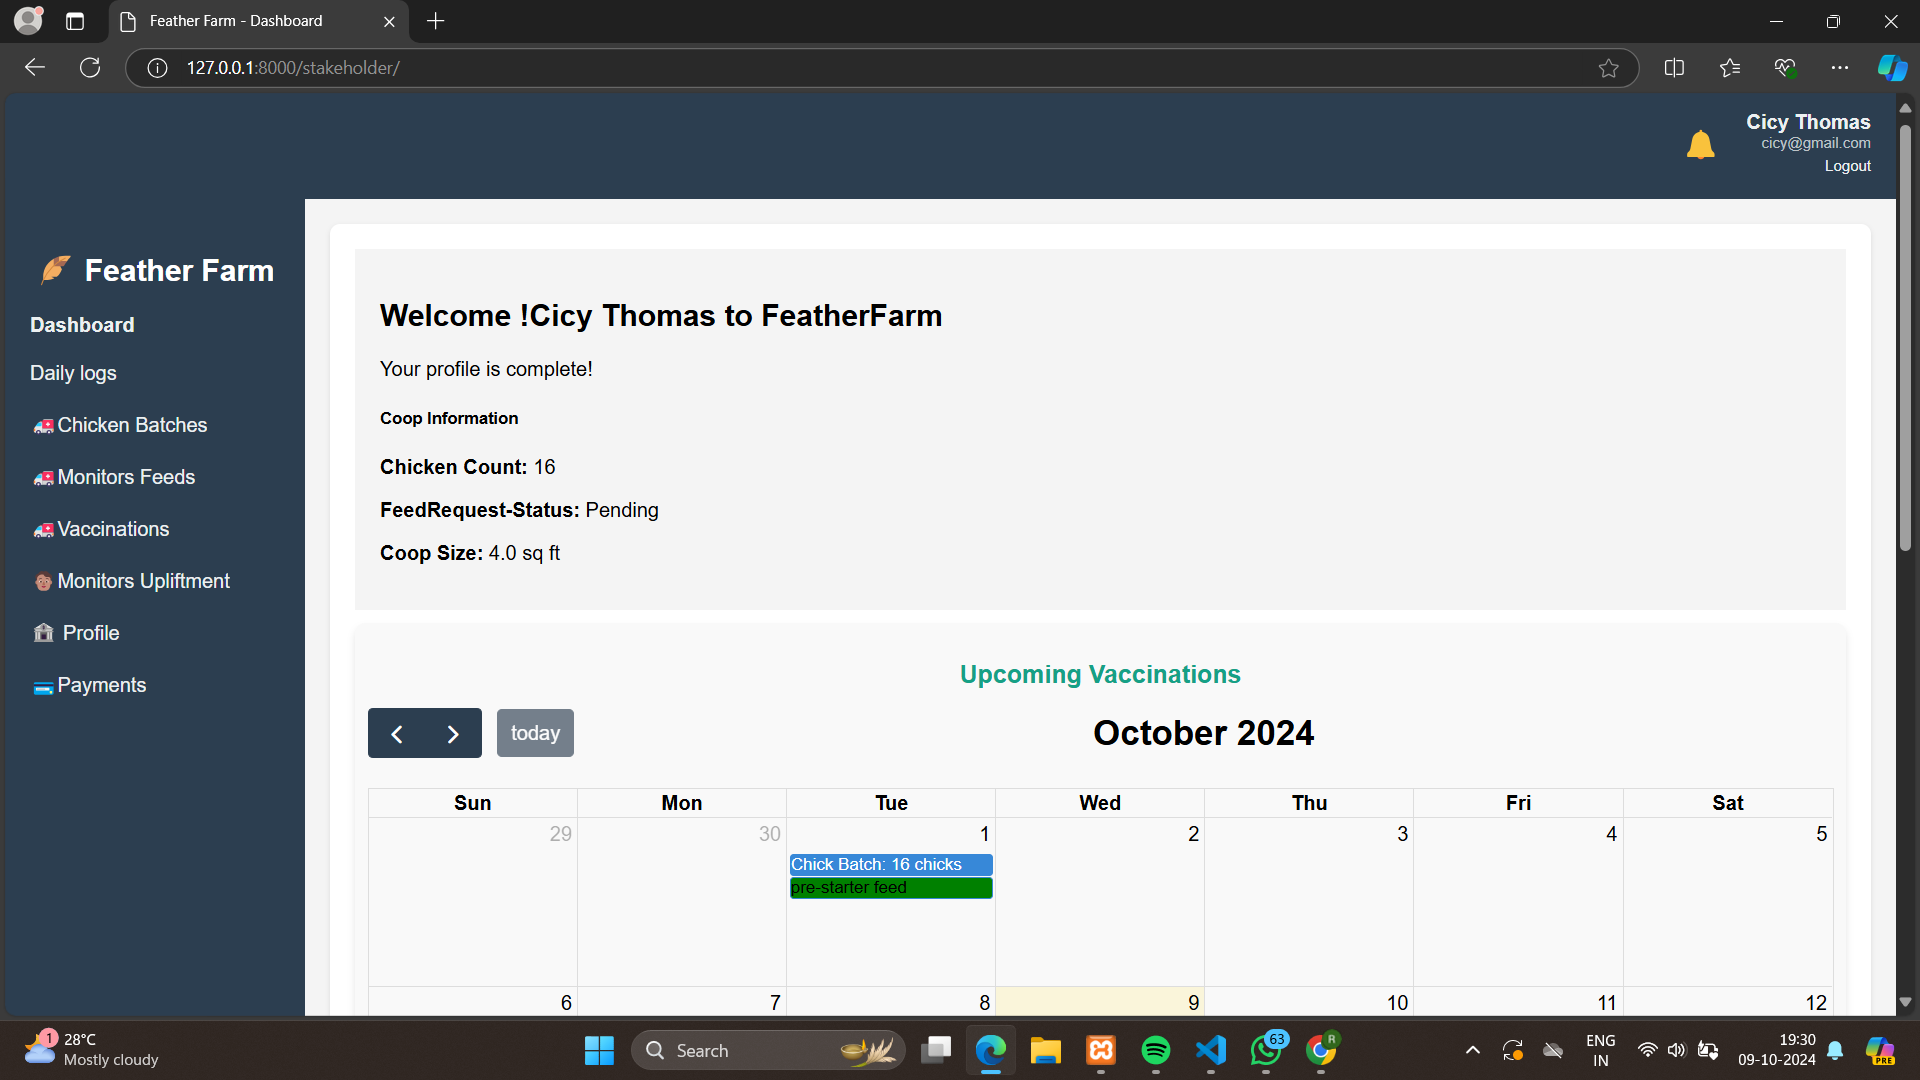 Feather Farm - Dashboard
127.0.0.1:8000/stakeholder/
Cicy Thomas
cicy@gmail.com
Logout
Feather Farm
Dashboard
Daily logs
Chicken Batches
Monitors Feeds
Vaccinations
Monitors Upliftment
Profile
Payments
Welcome !Cicy Thomas to FeatherFarm
Your profile is complete!
Coop Information
Chicken Count: 16
FeedRequest-Status: Pending
Coop Size: 4.0 sq ft
Upcoming Vaccinations
today
October 2024
Sun Mon Tue Wed Thu Fri Sat
29 30 1 2 3 4 5
Chick Batch: 16 chicks
pre-starter feed
6 7 8 9 10 11 12
1
28°C
Mostly cloudy
Search
63
R
ENG
IN
19:30
09-10-2024
PRE